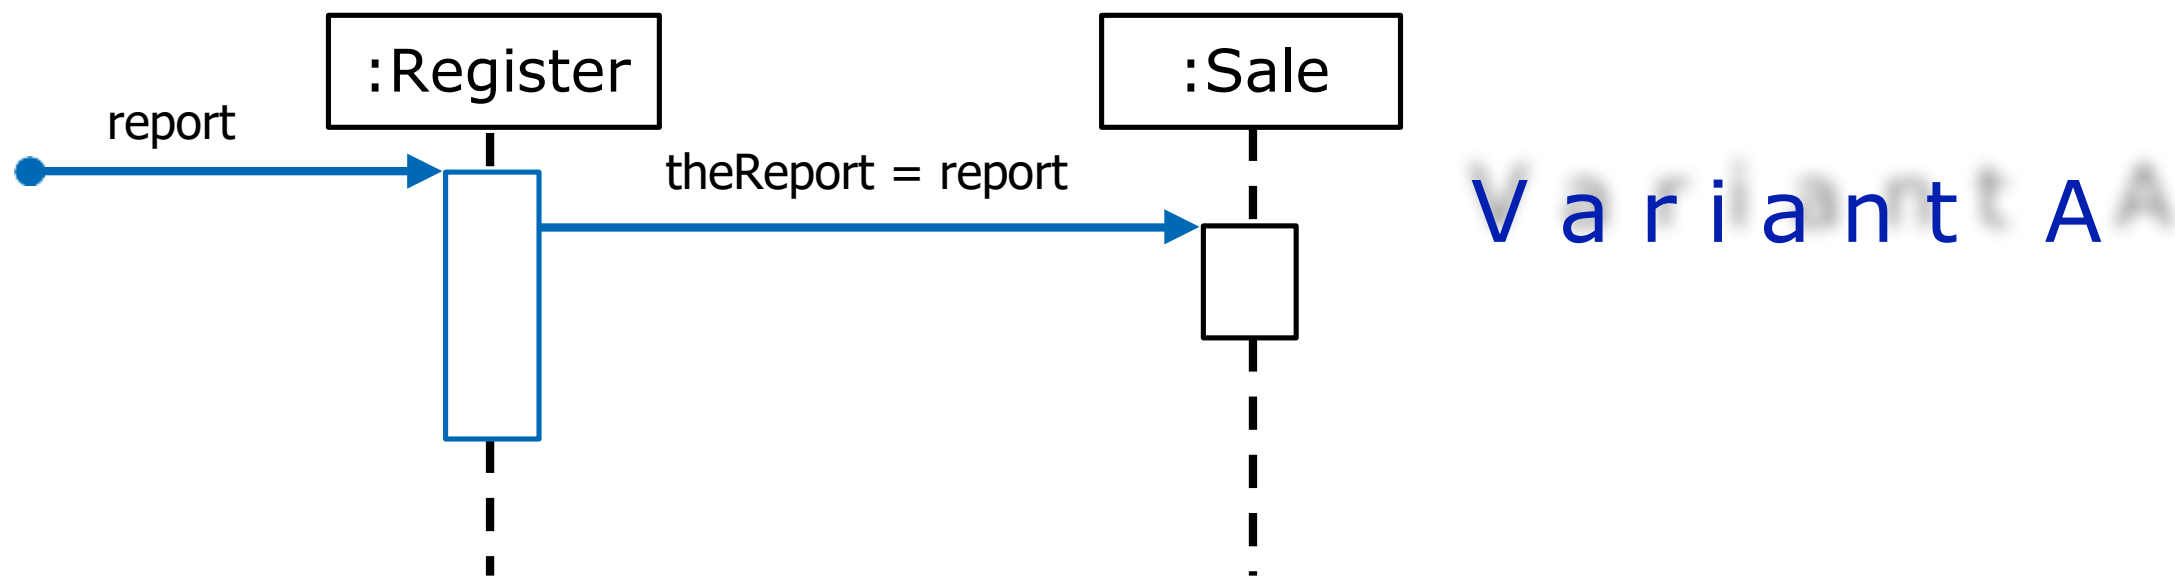 :Register
:Sale
report
theReport = report
Variant A